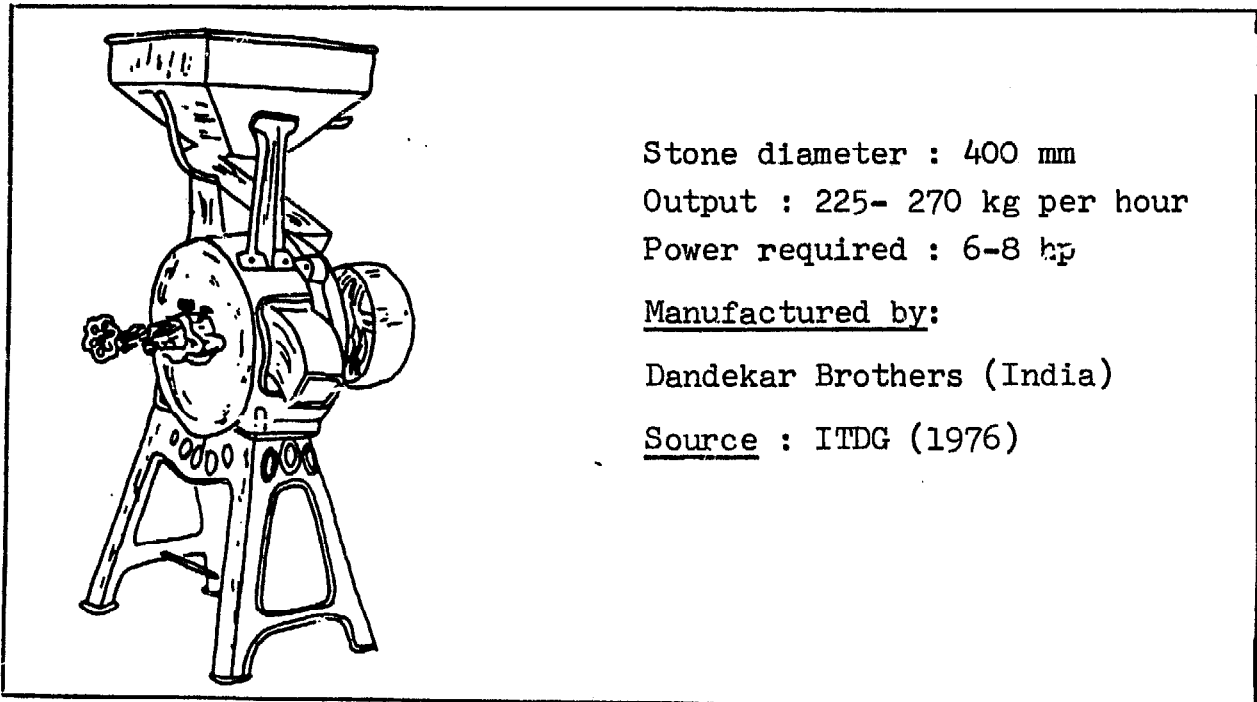 Stone diameter : 400 mm
Output : 225- 270 kg per hour
Power required : 6-8 hp
Manufactured by:
Dandekar Brothers (India)
Source : ITDG (1976)